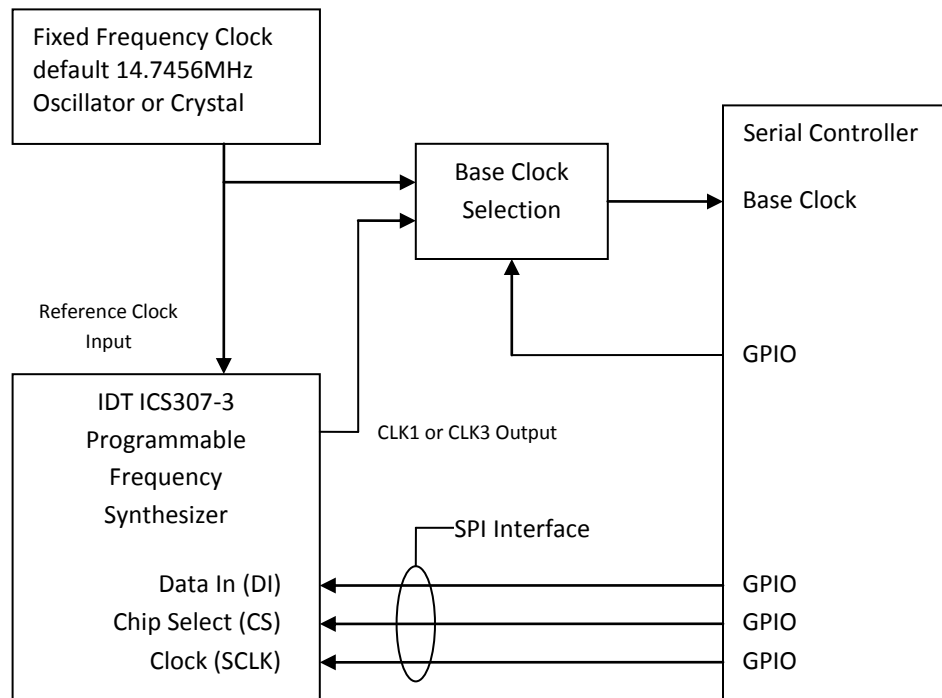 Fixed Frequency Clock
default 14.7456MHz
Oscillator or Crystal
Serial Controller
Base Clock
Selection
Base Clock
Reference Clock
Input
GPIO
IDT ICS307-3
Programmable
Frequency
Synthesizer
CLK1 or CLK3 Output
SPI Interface
Data In (DI)
GPIO
Chip Select (CS)
GPIO
Clock (SCLK)
GPIO